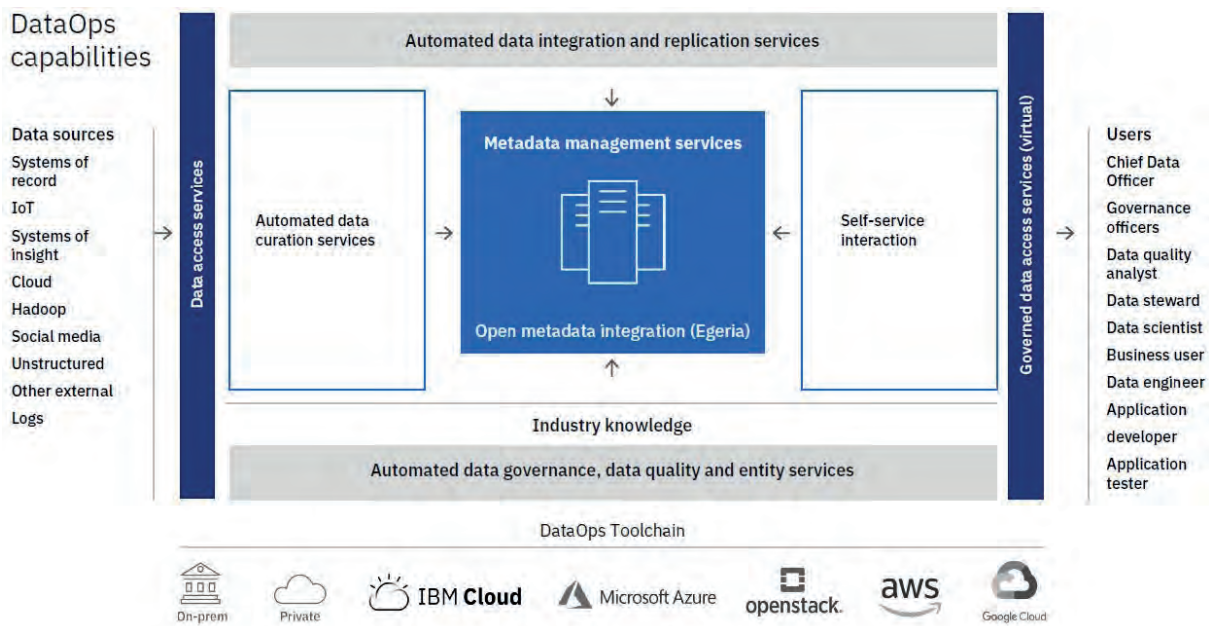 DataOps
capabilities
Data sources
Systems of
record
IoT
Systems of
insight
Cloud
Hadoop
Social media
Unstructured
Other external
Logs
Data access services
Automated data integration and replication services
Automated data
curation services
Metadata management services
Open metadata integration (Egeria)
Self-service
interaction
Industry knowledge
Automated data governance, data quality and entity services
Governed data access services (virtual)
Users
Chief Data
Officer
Governance
officers
Data quality
analyst
Data steward
Data scientist
Business user
Data engineer
Application
developer
Application
tester
DataOps Toolchain
On-prem
Private
IBM Cloud
Microsoft Azure
openstack.
aws
Google Cloud